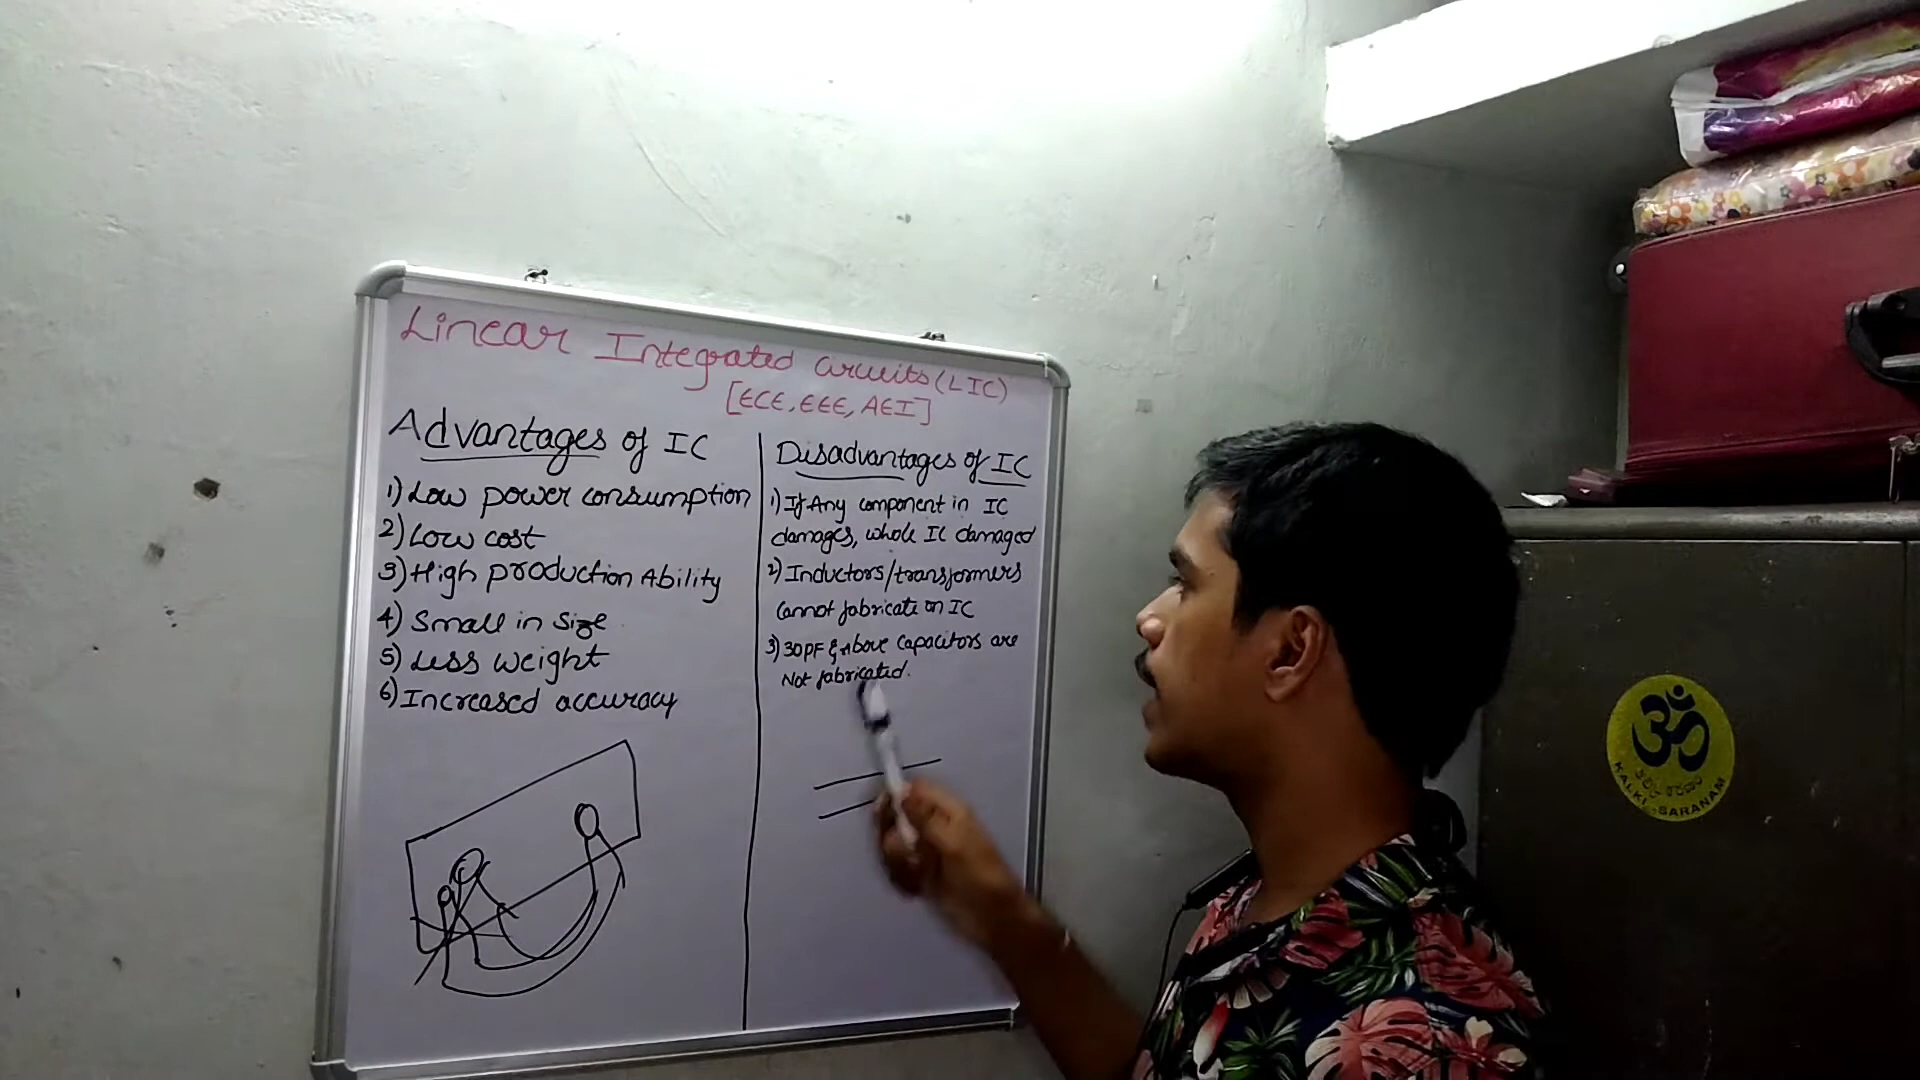 Linear Integrated Circuits (LIC)
[ECE, EEE, AEI]
Advantages of IC
1) Low power consumption
2) Low cost
3) High production Ability
4) Small in Size
5) Less weight
6) Increased accuracy
Disadvantages of IC
1) If Any component in IC
damages, whole IC damaged
2) Inductors/transformers
Cannot fabricate on IC
3) 30PF & Above Capacitors are
Not fabricated.
ॐ
KALKI SARANAM